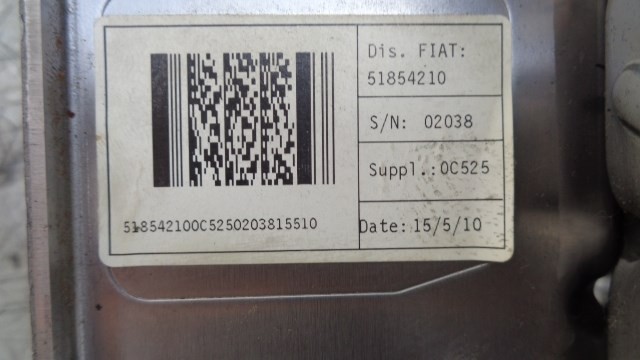 Dis. FIAT:
51854210
S/N: 02038
Suppl.:0C525
Date: 15/5/10
518542100C5250203815510